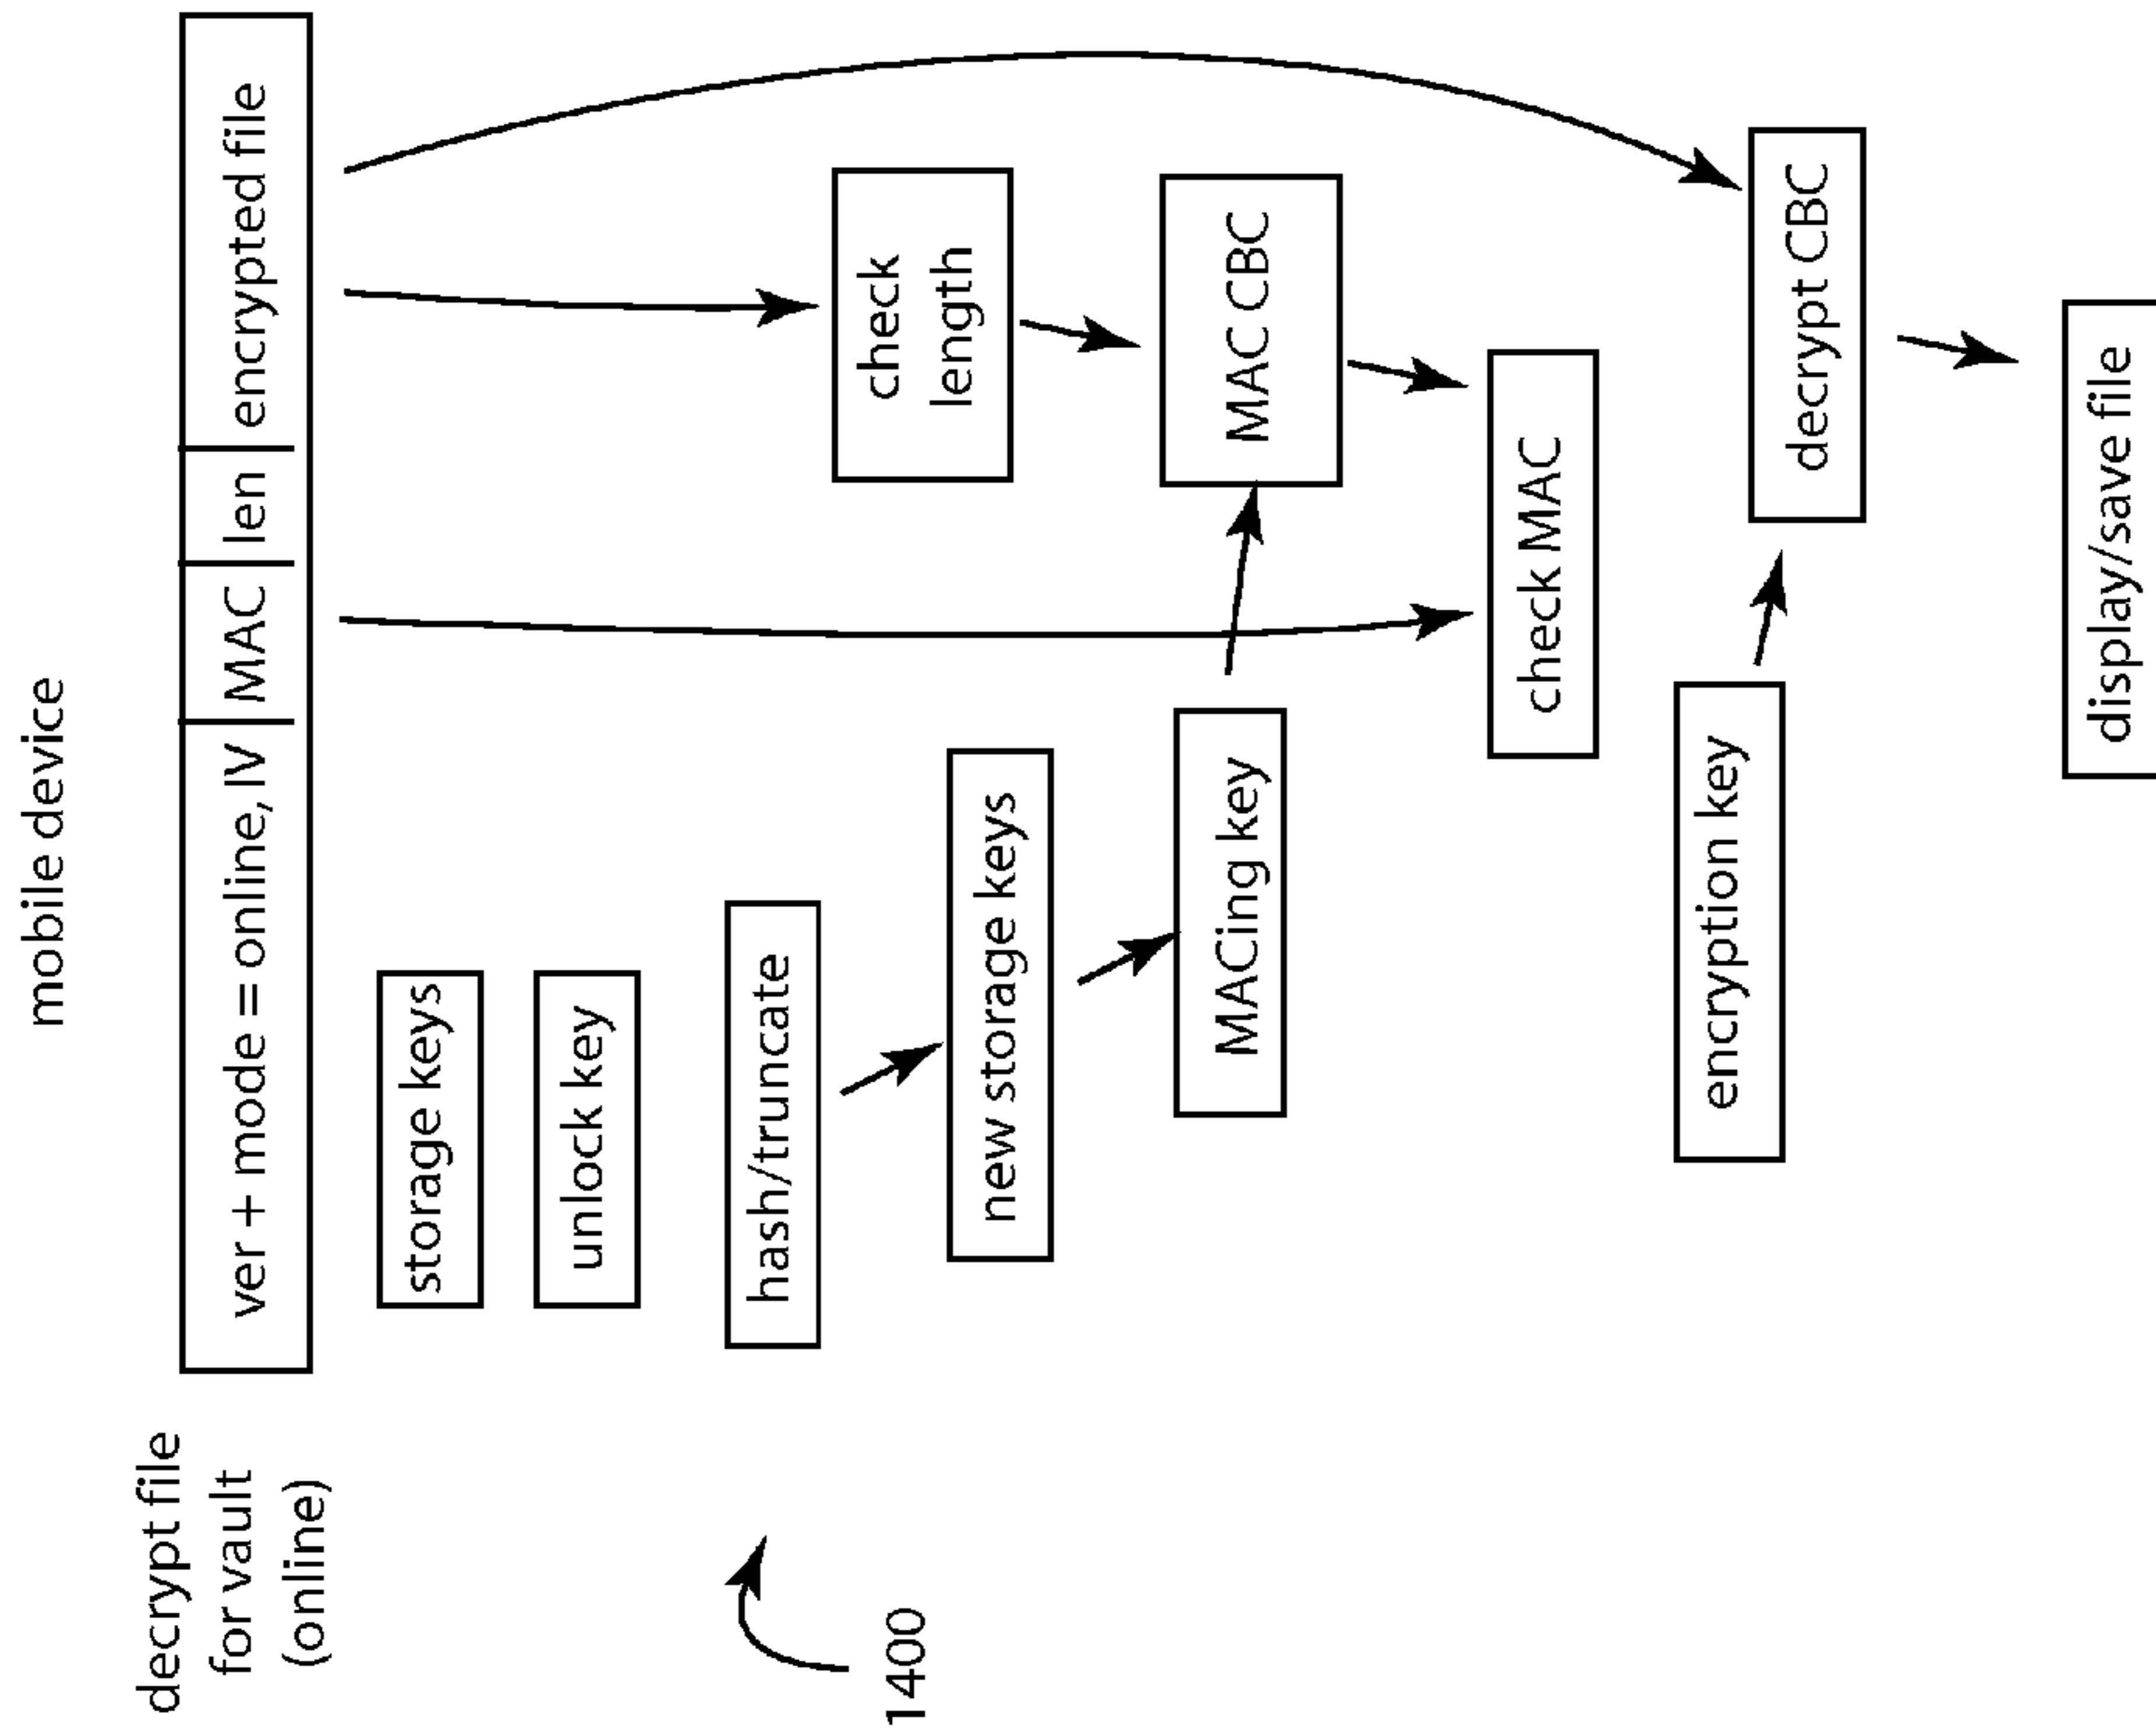 mobile device
decrypt file
for vault
(online)
ver + mode = online, IV MAC len encrypted file
storage keys
unlock key
hash/truncate
new storage keys
MACing key
check
length
MAC CBC
check MAC
encryption key
decrypt CBC
display/save file
1400